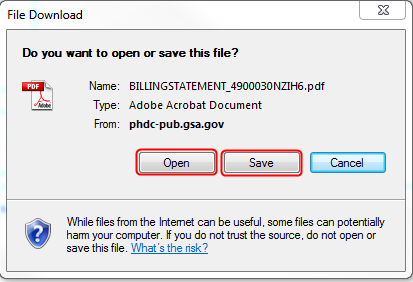 File Download
Do you want to open or save this file?
PDF
Name: BILLINGSTATEMENT_4900030NZIH6.pdf
Adobe
Type: Adobe Acrobat Document
From: phdc-pub.gsa.gov
Open Save Cancel
While files from the Internet can be useful, some files can potentially
harm your computer. If you do not trust the source, do not open or
save this file. What's the risk?